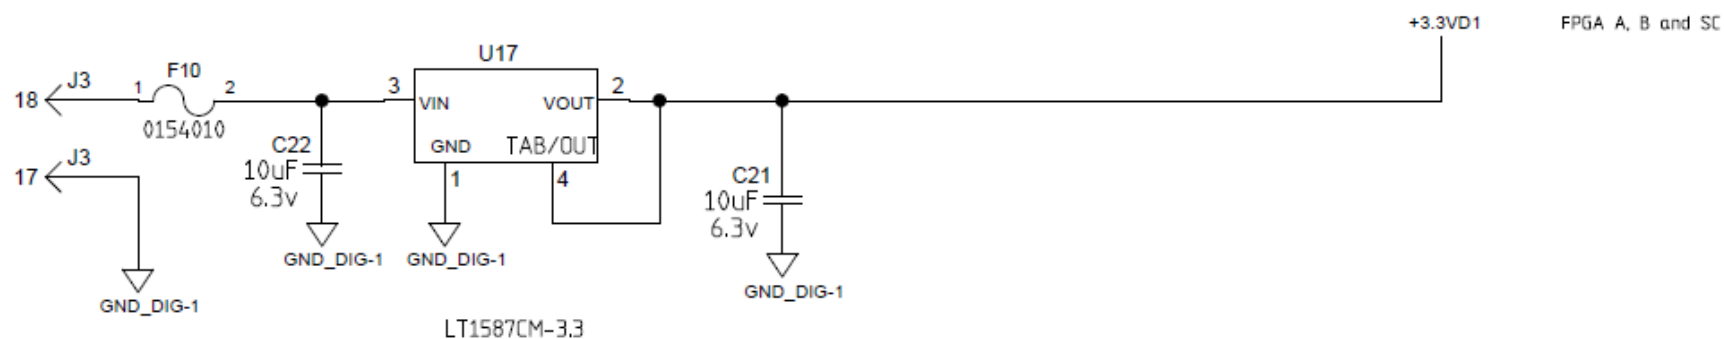 +3.3VD1
FPGA A, B and SC
U17
F10
J3
18
1
2
3
VIN
VOUT
2
0154010
C22
10uF
6.3v
GND
TAB/OUT
J3
17
1
4
C21
10uF
6.3v
GND_DIG-1
GND_DIG-1
GND_DIG-1
GND_DIG-1
LT1587CM-3.3